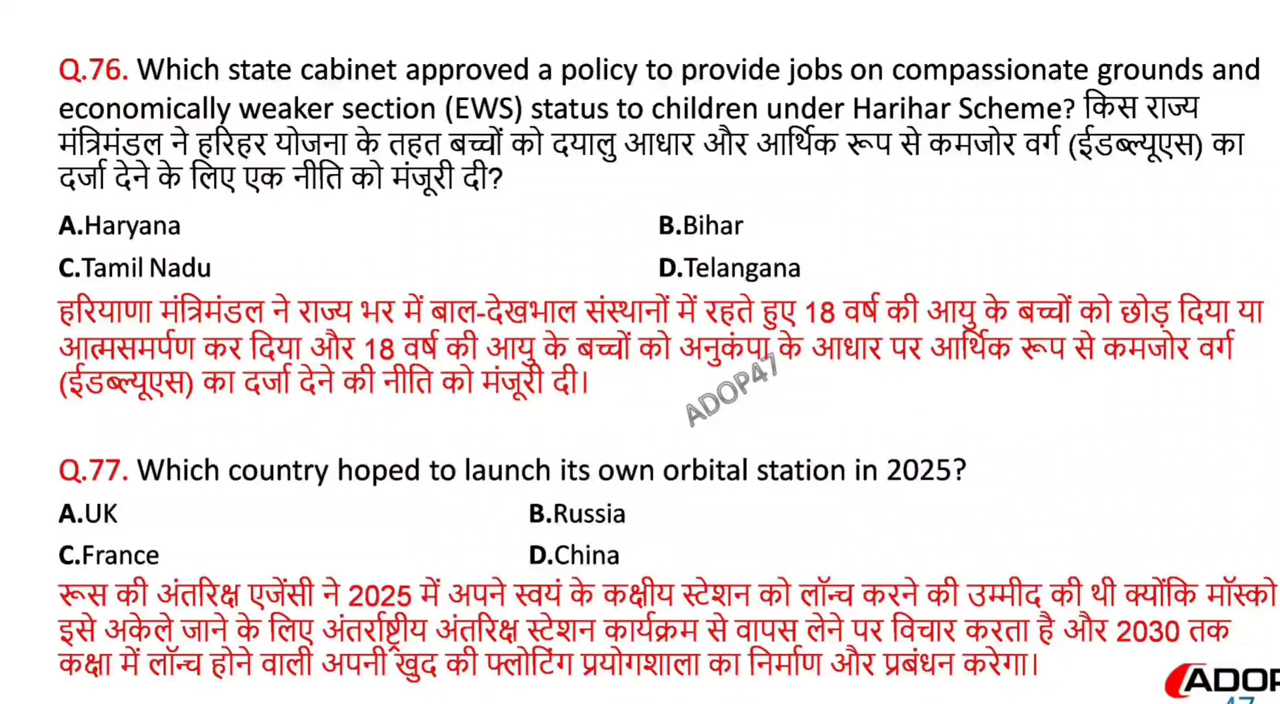 Q.76. Which state cabinet approved a policy to provide jobs on compassionate grounds and
economically weaker section (EWS) status to children under Harihar Scheme? किस राज्य
मंत्रिमंडल ने हरिहर योजना के तहत बच्चों को दयालु आधार और आर्थिक रूप से कमजोर वर्ग (ईडब्ल्यूएस) का
दर्जा देने के लिए एक नीति को मंजूरी दी?
A.Haryana B.Bihar
C.Tamil Nadu D.Telangana
हरियाणा मंत्रिमंडल ने राज्य भर में बाल-देखभाल संस्थानों में रहते हुए 18 वर्ष की आयु के बच्चों को छोड़ दिया या
आत्मसमर्पण कर दिया और 18 वर्ष की आयु के बच्चों को अनुकंपा के आधार पर आर्थिक रूप से कमजोर वर्ग
(ईडब्ल्यूएस) का दर्जा देने की नीति को मंजूरी दी।
ADOP47
Q.77. Which country hoped to launch its own orbital station in 2025?
A.UK B.Russia
C.France D.China
रूस की अंतरिक्ष एजेंसी ने 2025 में अपने स्वयं के कक्षीय स्टेशन को लॉन्च करने की उम्मीद की थी क्योंकि मॉस्को
इसे अकेले जाने के लिए अंतर्राष्ट्रीय अंतरिक्ष स्टेशन कार्यक्रम से वापस लेने पर विचार करता है और 2030 तक
कक्षा में लॉन्च होने वाली अपनी खुद की फ्लोटिंग प्रयोगशाला का निर्माण और प्रबंधन करेगा।
ADOP
47